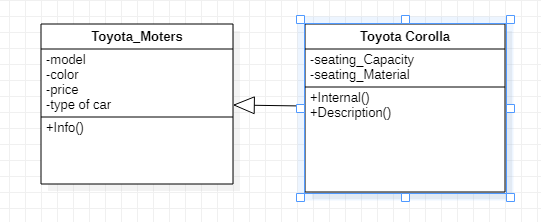 Toyota_Moters
-model
-color
-price
-type of car
+Info()
Toyota Corolla
-seating_Capacity
-seating_Material
+Internal()
+Description()